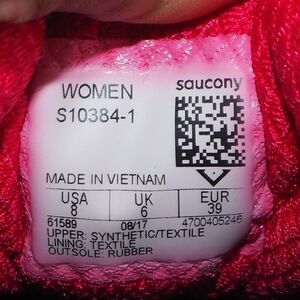 WOMEN
saucony
S10384-1
MADE IN VIETNAM
USA
8
UK
6
EUR
39
61589 08/17 4700405246
UPPER: SYNTHETIC/TEXTILE
LINING: TEXTILE
OUTSOLE: RUBBER